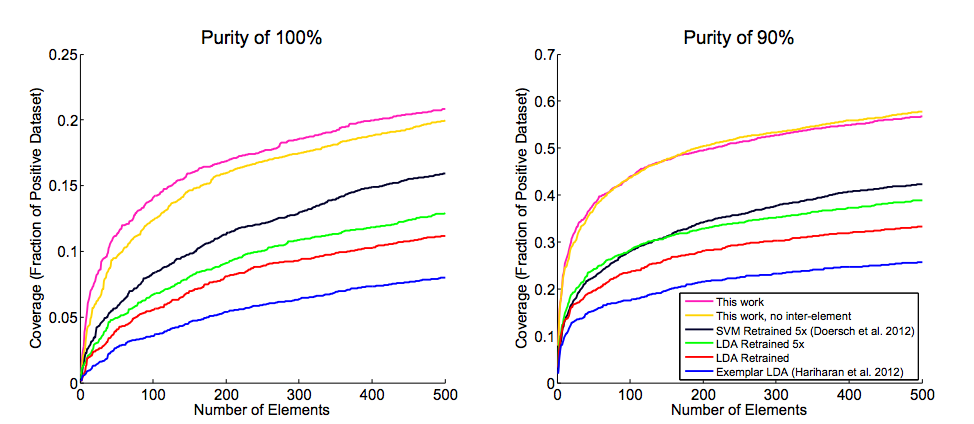 Purity of 100%
Coverage (Fraction of Positive Dataset)
0.25
0.2
0.15
0.1
0.05
0
0 100 200 300 400 500
Number of Elements
Purity of 90%
Coverage (Fraction of Positive Dataset)
0.7
0.6
0.5
0.4
0.3
0.2
0.1
0
0 100 200 300 400 500
Number of Elements
This work
This work, no inter-element
SVM Retrained 5x (Doersch et al. 2012)
LDA Retrained 5x
LDA Retrained
Exemplar LDA (Hariharan et al. 2012)